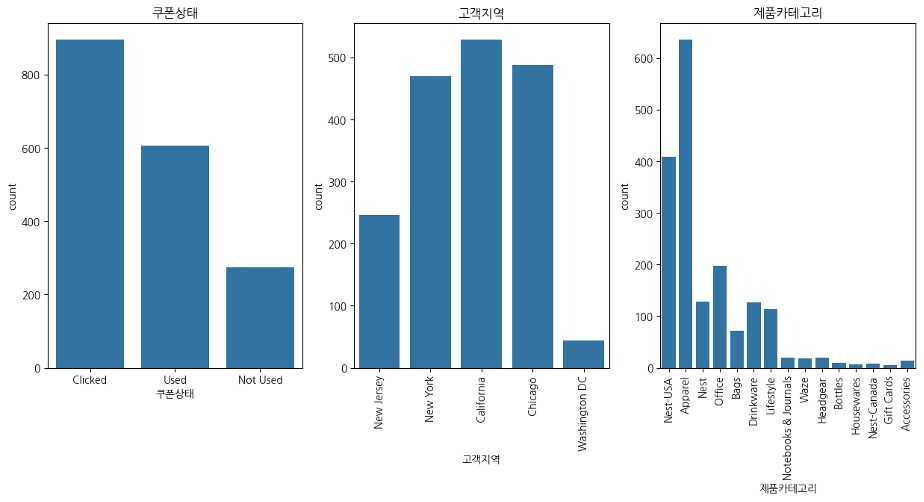 쿠폰상태
count
800
600
400
200
0
Clicked
Used
Not Used
쿠폰상태
고객지역
count
500
400
300
200
100
0
New Jersey
New York
California
Chicago
Washington DC
고객지역
제품카테고리
count
600
500
400
300
200
100
0
Nest-USA
Apparel
Nest
Office
Bags
Drinkware
Lifestyle
Notebooks & Journals
Waze
Headgear
Bottles
Housewares
Nest-Canada
Gift Cards
Accessories
제품카테고리